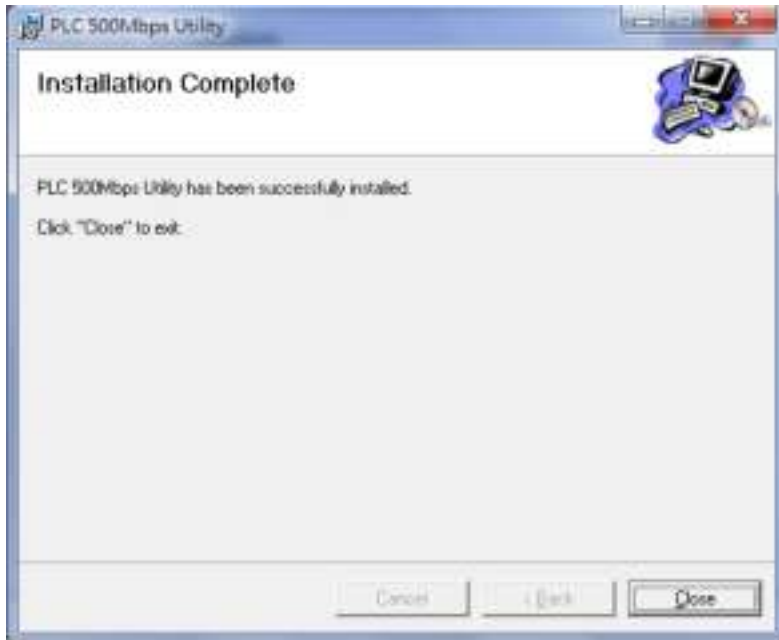 PLC 500Mbps Utility
Installation Complete
PLC 500Mbps Utility has been successfully installed.
Click "Close" to exit.
Cancel
< Back
Close